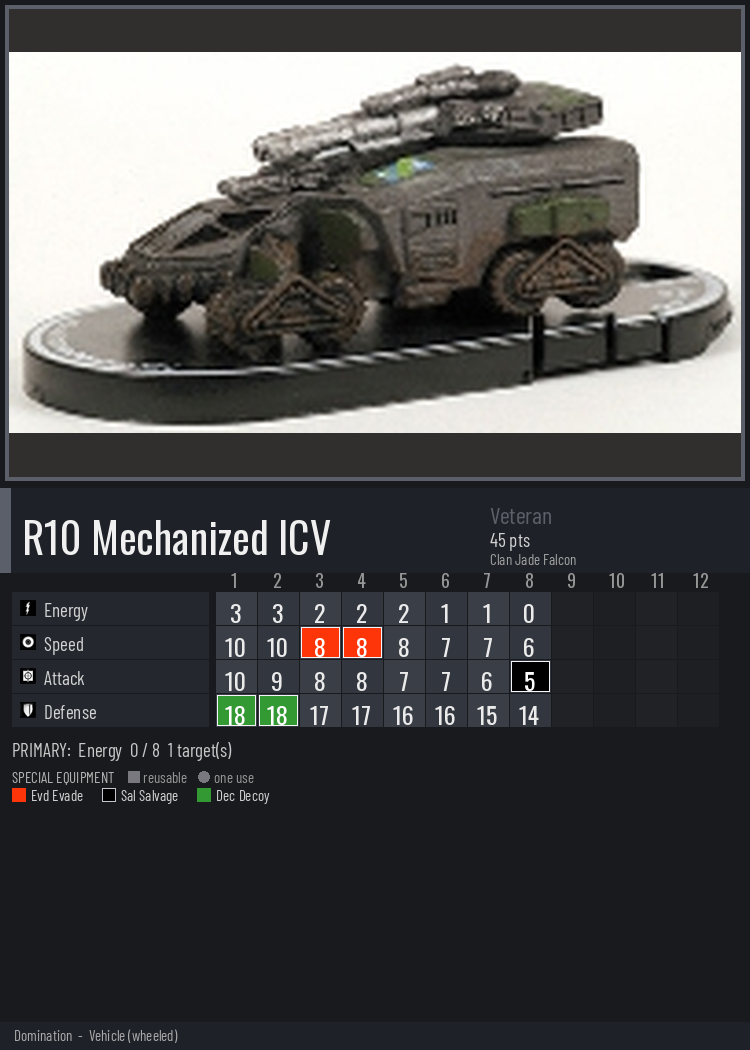 R10 Mechanized ICV
Veteran
45 pts
Clan Jade Falcon
1 2 3 4 5 6 7 8 9 10 11 12
Energy 3 3 2 2 2 1 1 0
Speed 10 10 8 8 8 7 7 6
Attack 10 9 8 8 7 7 6 5
Defense 18 18 17 17 16 16 15 14
PRIMARY: Energy 0 / 8 1 target(s)
SPECIAL EQUIPMENT reusable one use
Evd Evade Sal Salvage Dec Decoy
Domination - Vehicle (wheeled)